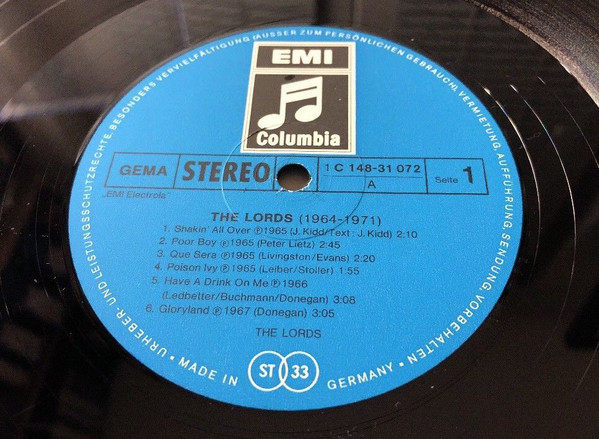 URHEBER- UND LEISTUNGSSCHUTZRECHTE BESONDERS VERVIELFÄLTIGUNG (AUSSER ZUM PERSÖNLICHEN GEBRAUCH), VERMIETUNG, AUFFÜHRUNG, SENDUNG, VORBEHALTEN
EMI
Columbia
GEMA STEREO 1 C 148-31 072 Seite 1
A
„EMI Electrola"
THE LORDS (1964-1971)
1. Shakin' All Over ℗1965 (J. Kidd/Text: J. Kidd) 2:10
2. Poor Boy ℗1965 (Peter Lietz) 2:45
3. Que Sera ℗1965 (Livingston/Evans) 2:20
4. Poison Ivy ℗1965 (Leiber/Stoller) 1:55
5. Have A Drink On Me ℗1966
(Ledbetter/Buchmann/Donegan) 3:08
6. Gloryland ℗1967 (Donegan) 3:05
THE LORDS
• MADE IN ST 33 GERMANY •